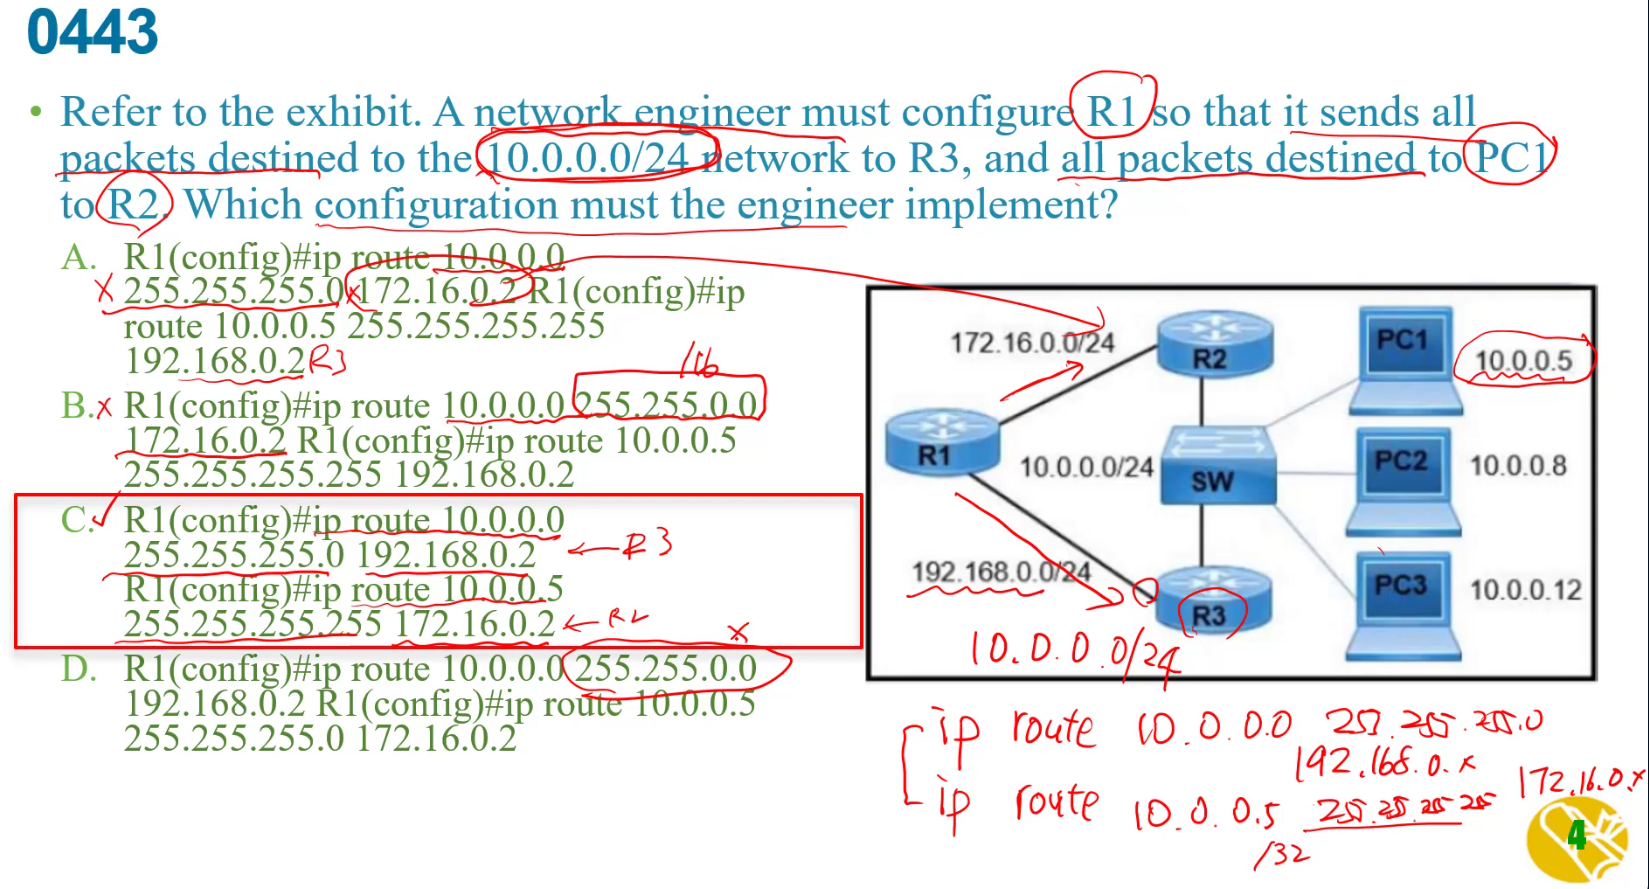 0443
• Refer to the exhibit. A network engineer must configure R1 so that it sends all
packets destined to the 10.0.0.0/24 network to R3, and all packets destined to PC1
to R2. Which configuration must the engineer implement?
A. R1(config)#ip route 10.0.0.0
x 255.255.255.0 x 172.16.0.2 R1(config)#ip
route 10.0.0.5 255.255.255.255
192.168.0.2 R3
/16
B. x R1(config)#ip route 10.0.0.0 255.255.0.0
172.16.0.2 R1(config)#ip route 10.0.0.5
255.255.255.255 192.168.0.2
C. ✓ R1(config)#ip route 10.0.0.0
255.255.255.0 192.168.0.2 ← R3
R1(config)#ip route 10.0.0.5
255.255.255.255 172.16.0.2 ← R2
x
D. R1(config)#ip route 10.0.0.0 255.255.0.0
192.168.0.2 R1(config)#ip route 10.0.0.5
255.255.255.0 172.16.0.2
172.16.0.0/24
R2
PC1
10.0.0.5
R1
10.0.0.0/24
SW
PC2
10.0.0.8
192.168.0.0/24
R3
PC3
10.0.0.12
10.0.0.0/24
ip route 10.0.0.0 255.255.255.0
192.168.0.x
ip route 10.0.0.5 255.255.255.255 172.16.0.x
/32
4